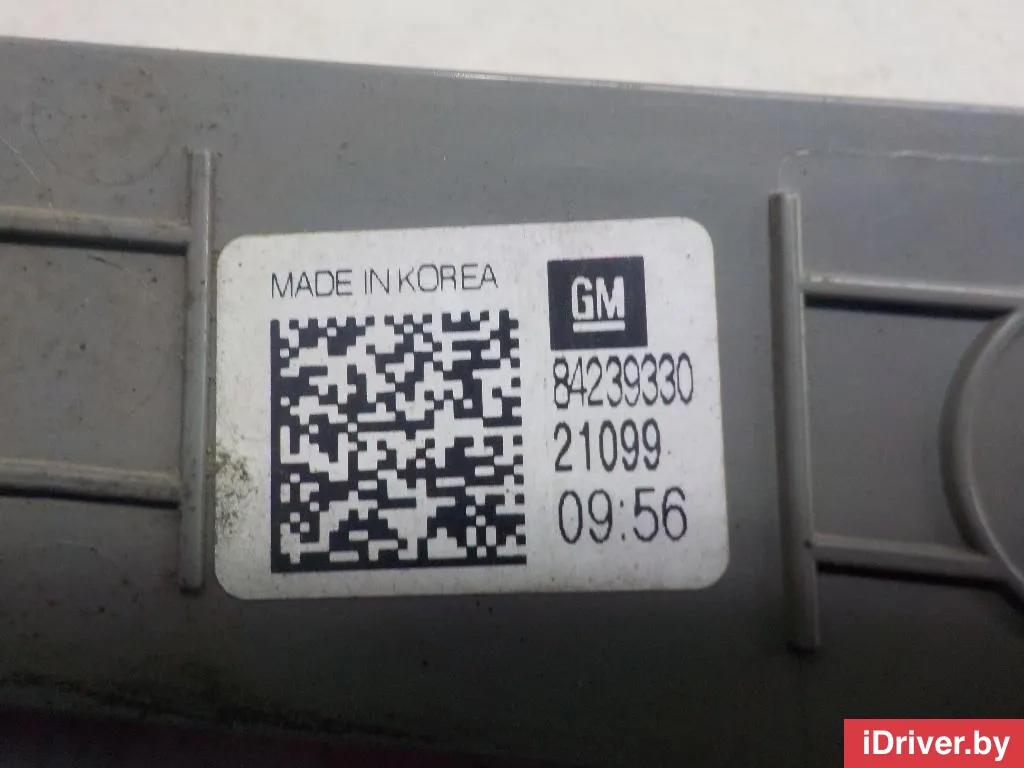 MADE IN KOREA
GM
84239330
21099
09:56
iDriver.by